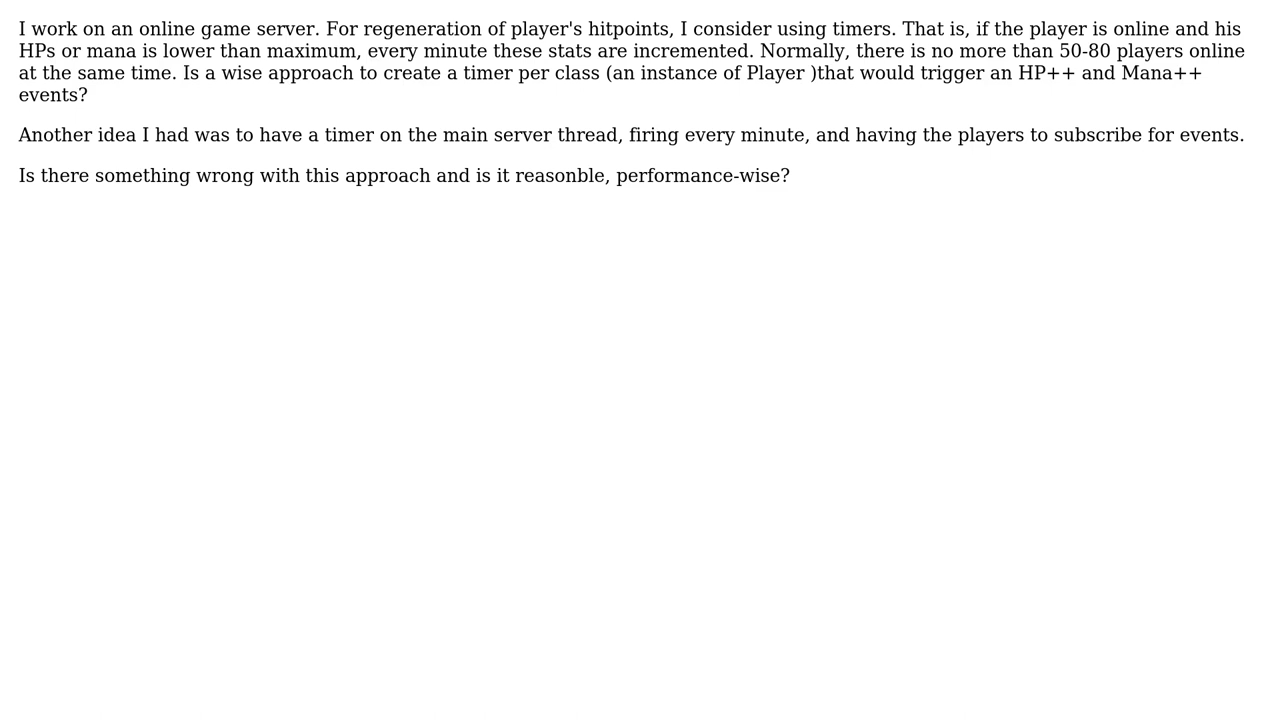 I work on an online game server. For regeneration of player's hitpoints, I consider using timers. That is, if the player is online and his
HPs or mana is lower than maximum, every minute these stats are incremented. Normally, there is no more than 50-80 players online
at the same time. Is a wise approach to create a timer per class (an instance of Player )that would trigger an HP++ and Mana++
events?
Another idea I had was to have a timer on the main server thread, firing every minute, and having the players to subscribe for events.
Is there something wrong with this approach and is it reasonble, performance-wise?